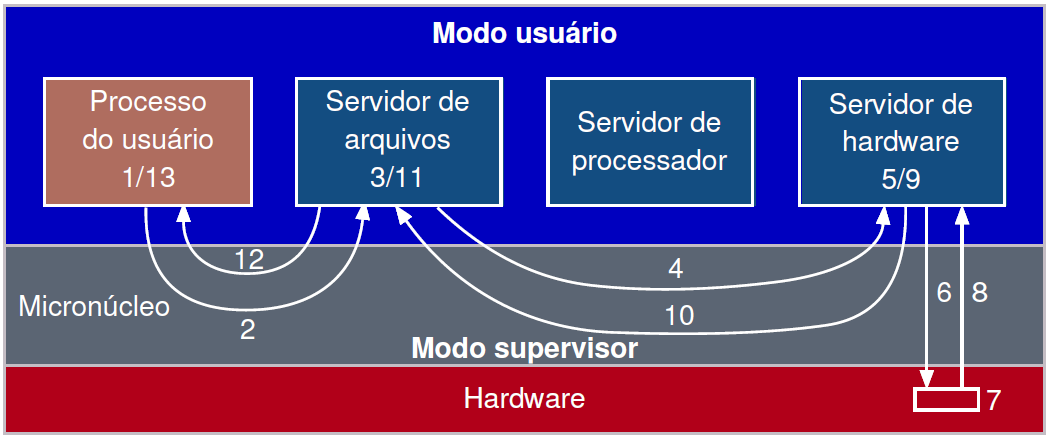 Modo usuário
Processo
do usuário
1/13
Servidor de
arquivos
3/11
Servidor de
processador
Servidor de
hardware
5/9
12
4
6
8
Micronúcleo
2
10
Modo supervisor
Hardware
7